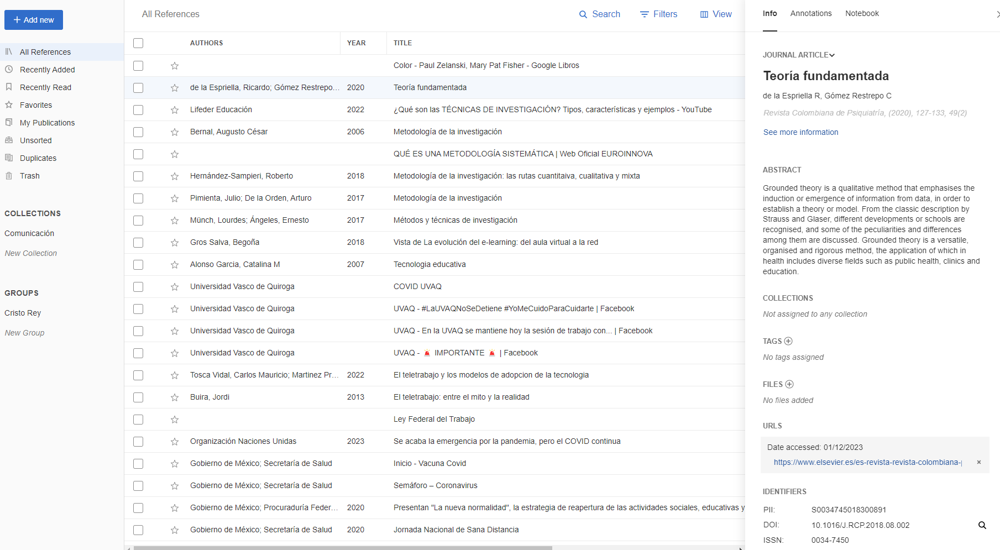 Add new
All References
Recently Added
Recently Read
Favorites
My Publications
Unsorted
Duplicates
Trash
COLLECTIONS
Comunicación
New Collection
GROUPS
Cristo Rey
New Group
All References
Search
Filters
View
AUTHORS YEAR TITLE
Color - Paul Zelanski, Mary Pat Fisher - Google Libros
de la Espriella, Ricardo; Gómez Restrepo... 2020 Teoría fundamentada
Lifeder Educación 2022 ¿Qué son las TÉCNICAS DE INVESTIGACIÓN? Tipos, características y ejemplos - YouTube
Bernal, Augusto César 2006 Metodología de la investigación
QUÉ ES UNA METODOLOGÍA SISTEMÁTICA | Web Oficial EUROINNOVA
Hernández-Sampieri, Roberto 2018 Metodología de la investigación: las rutas cuantitaiva, cualitativa y mixta
Pimienta, Julio; De la Orden, Arturo 2017 Metodología de la investigación
Münch, Lourdes; Ángeles, Ernesto 2017 Métodos y técnicas de investigación
Gros Salva, Begoña 2018 Vista de La evolución del e-learning: del aula virtual a la red
Alonso Garcia, Catalina M 2007 Tecnologia educativa
Universidad Vasco de Quiroga COVID UVAQ
Universidad Vasco de Quiroga UVAQ - #LaUVAQNoSeDetiene #YoMeCuidoParaCuidarte | Facebook
Universidad Vasco de Quiroga UVAQ - En la UVAQ se mantiene hoy la sesión de trabajo con... | Facebook
Universidad Vasco de Quiroga UVAQ - 🚨 IMPORTANTE 🚨 | Facebook
Tosca Vidal, Carlos Mauricio; Martinez Pr... 2022 El teletrabajo y los modelos de adopcion de la tecnologia
Buira, Jordi 2013 El teletrabajo: entre el mito y la realidad
Ley Federal del Trabajo
Organización Naciones Unidas 2023 Se acaba la emergencia por la pandemia, pero el COVID continua
Gobierno de México; Secretaría de Salud Inicio - Vacuna Covid
Gobierno de México; Secretaría de Salud Semáforo – Coronavirus
Gobierno de México; Procuraduría Feder... 2020 Presentan "La nueva normalidad", la estrategia de reapertura de las actividades sociales, educativas y
Gobierno de México; Secretaría de Salud 2020 Jornada Nacional de Sana Distancia
Info Annotations Notebook
JOURNAL ARTICLE
Teoría fundamentada
de la Espriella R, Gómez Restrepo C
Revista Colombiana de Psiquiatría, (2020), 127-133, 49(2)
See more information
ABSTRACT
Grounded theory is a qualitative method that emphasises the
induction or emergence of information from data, in order to
establish a theory or model. From the classic description by
Strauss and Glaser, different developments or schools are
recognised, and some of the peculiarities and differences
among them are discussed. Grounded theory is a versatile,
organised and rigorous method, the application of which in
health includes diverse fields such as public health, clinics and
education.
COLLECTIONS
Not assigned to any collection
TAGS
No tags assigned
FILES
No files added
URLS
Date accessed: 01/12/2023
https://www.elsevier.es/es-revista-revista-colombiana-
IDENTIFIERS
PII: S0034745018300891
DOI: 10.1016/J.RCP.2018.08.002
ISSN: 0034-7450